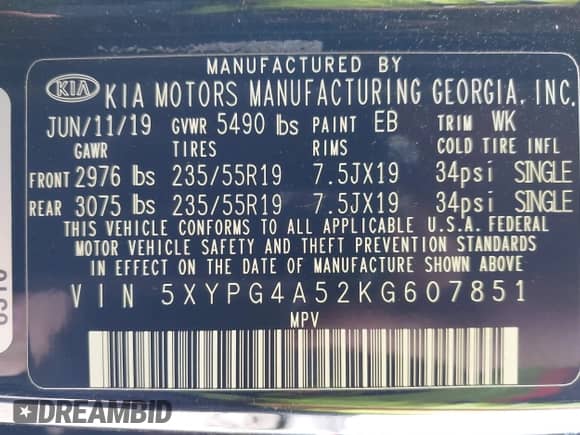 MANUFACTURED BY
KIA KIA MOTORS MANUFACTURING GEORGIA, INC.
JUN/11/19 GVWR 5490 lbs PAINT EB TRIM WK
GAWR TIRES RIMS COLD TIRE INFL
FRONT 2976 lbs 235/55R19 7.5JX19 34psi SINGLE
REAR 3075 lbs 235/55R19 7.5JX19 34psi SINGLE
THIS VEHICLE CONFORMS TO ALL APPLICABLE U.S.A. FEDERAL
MOTOR VEHICLE SAFETY AND THEFT PREVENTION STANDARDS
IN EFFECT ON THE DATE OF MANUFACTURE SHOWN ABOVE
VIN 5XYPG4A52KG607851
MPV
DREAMBID